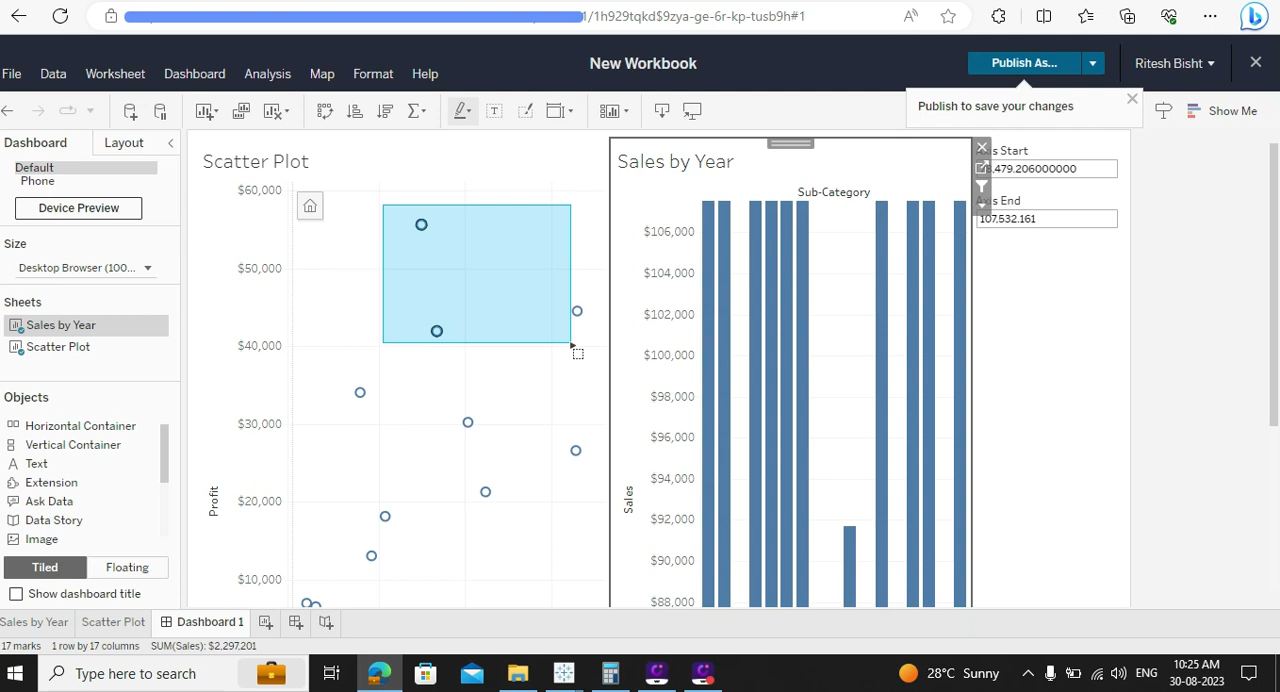 1/1h929tqkd$9zya-ge-6r-kp-tusb9h#1
File Data Worksheet Dashboard Analysis Map Format Help
New Workbook
Publish As...
Ritesh Bisht
Publish to save your changes
Show Me
Dashboard Layout
Default
Phone
Device Preview
Size
Desktop Browser (100...
Sheets
Sales by Year
Scatter Plot
Objects
Horizontal Container
Vertical Container
Text
Extension
Ask Data
Data Story
Image
Tiled Floating
Show dashboard title
Scatter Plot
$60,000
$50,000
$40,000
$30,000
$20,000
$10,000
Profit
Sales by Year
Sub-Category
$106,000
$104,000
$102,000
$100,000
$98,000
$96,000
$94,000
$92,000
$90,000
$88,000
Sales
Start
479.206000000
End
107,532.161
Sales by Year Scatter Plot Dashboard 1
17 marks 1 row by 17 columns SUM(Sales): $2,297,201
Type here to search
28°C Sunny
ENG
10:25 AM
30-08-2023